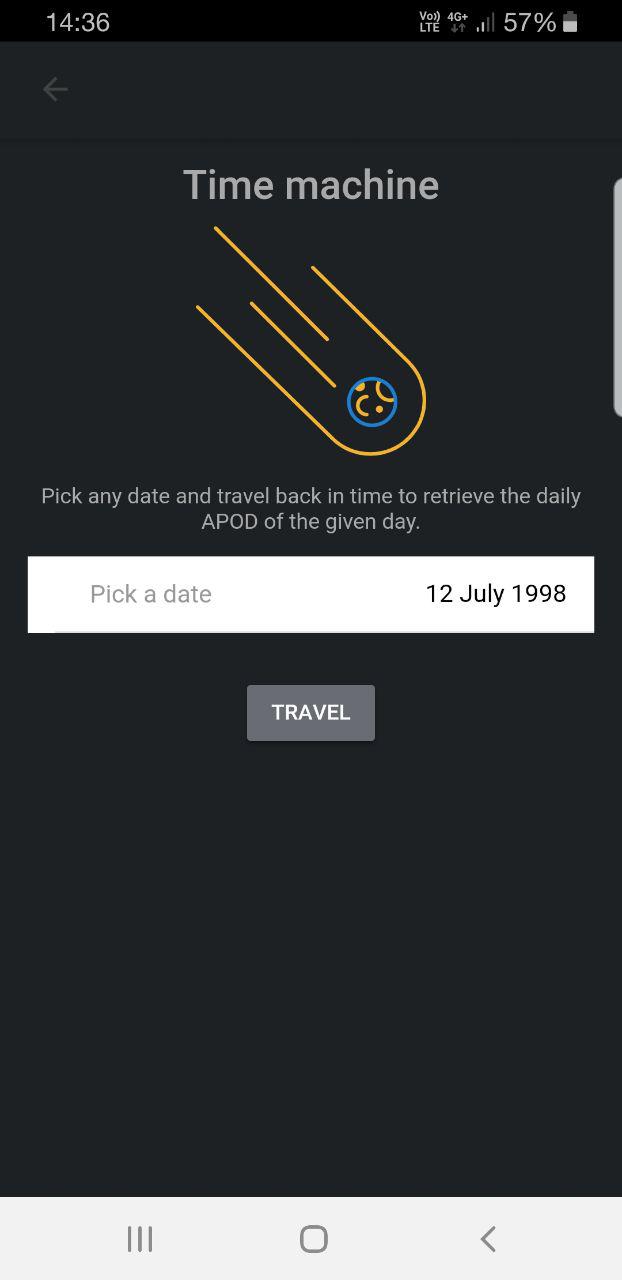 14:36
Vo)) LTE 4G+ 57%
Time machine
Pick any date and travel back in time to retrieve the daily
APOD of the given day.
Pick a date 12 July 1998
TRAVEL